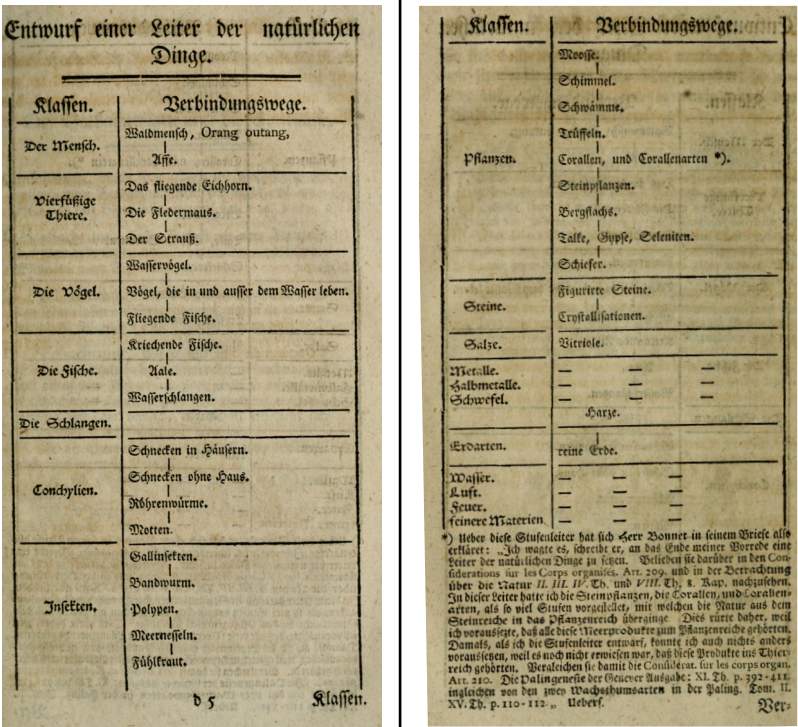 Entwurf einer Leiter der natürlichen
Dinge.
Klassen.
Verbindungswege.
Der Mensch.
Waldmensch, Orang outang,
Affe.
Vierfüßige
Thiere.
Das fliegende Eichhorn.
Die Fledermaus.
Der Strauß.
Die Vögel.
Wasservögel.
Vögel, die in und ausser dem Wasser leben.
Fliegende Fische.
Die Fische.
Kriechende Fische.
Aale.
Wasserschlangen.
Die Schlangen.
Conchylien.
Schnecken in Häusern.
Schnecken ohne Haus.
Röhrenwürme.
Motten.
Insekten.
Gallinsekten.
Bandwurm.
Polypen.
Meernesseln.
Fühlkraut.
d 5
Klassen.
Klassen.
Verbindungswege.
Pflanzen.
Moosse.
Schimmel.
Schwämme.
Trüffeln.
Corallen, und Corallenarten *).
Steinpflanzen.
Bergflachs.
Talke, Gypse, Seleniten.
Schiefer.
Steine.
Figurirte Steine.
Crystallisationen.
Salze.
Vitriole.
Metalle. — — —
Halbmetalle. — — —
Schwefel. — — —
Harze.
Erdarten.
reine Erde.
Wasser. — — —
Luft. — — —
Feuer. — — —
feinere Materien — — —
*) Ueber diese Stufenleiter hat sich Herr Bonnet in seinem Briefe also
erkläret: „Ich wagte es, schreibt er, an das Ende meiner Vorrede eine
Leiter der natürlichen Dinge zu setzen. Belieben sie darüber in den Con-
siderations sur les Corps organisés. Art. 209. und in der Betrachtung
über die Natur II. III. IV. Th. und VIII. Th. 8. Kap. nachzusehen.
In dieser Leiter hatte ich die Steinpflanzen, die Corallen, und Corallen-
arten, als so viel Stufen vorgestellet, mit welchen die Natur aus dem
Steinreiche in das Pflanzenreich überginge. Dies rürte daher, weil
ich voraussetzte, daß alle diese Meerprodukte zum Pflanzenreiche gehörten.
Damals, als ich die Stufenleiter entwarf, konnte ich auch nichts anders
voraussetzen, weil es noch nicht erwiesen war, daß diese Produkte ins Thier-
reich gehörten. Vergleichen sie damit die Considerat. sur les corps organ.
Art. 210. Die Palingenesie der Genever Ausgabe: XI. Th. p. 392-411.
ingleichen von den zwey Wachsthumsarten in der Paling. Tom. II.
XV. Th. p. 110-112. „ Uebers.
Ver-